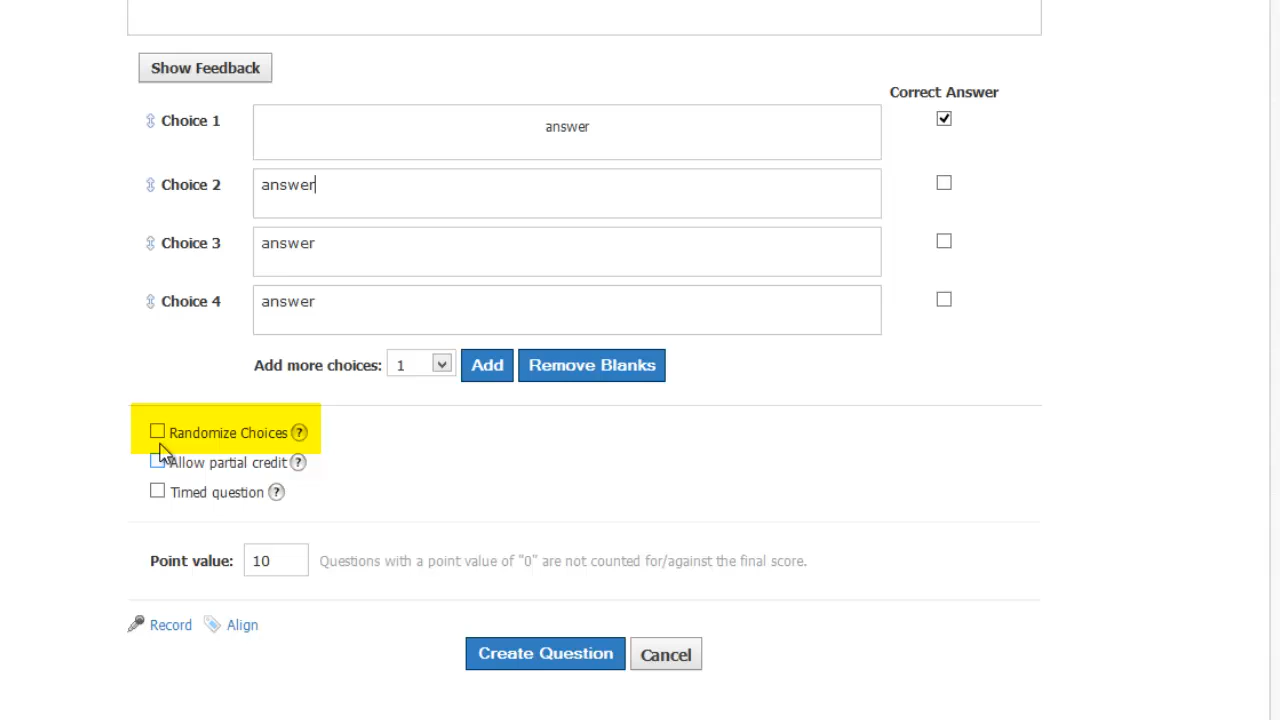 Show Feedback
Correct Answer
Choice 1 answer
Choice 2 answer
Choice 3 answer
Choice 4 answer
Add more choices: 1 Add Remove Blanks
Randomize Choices ?
Allow partial credit ?
Timed question ?
Point value: 10 Questions with a point value of "0" are not counted for/against the final score.
Record Align
Create Question Cancel